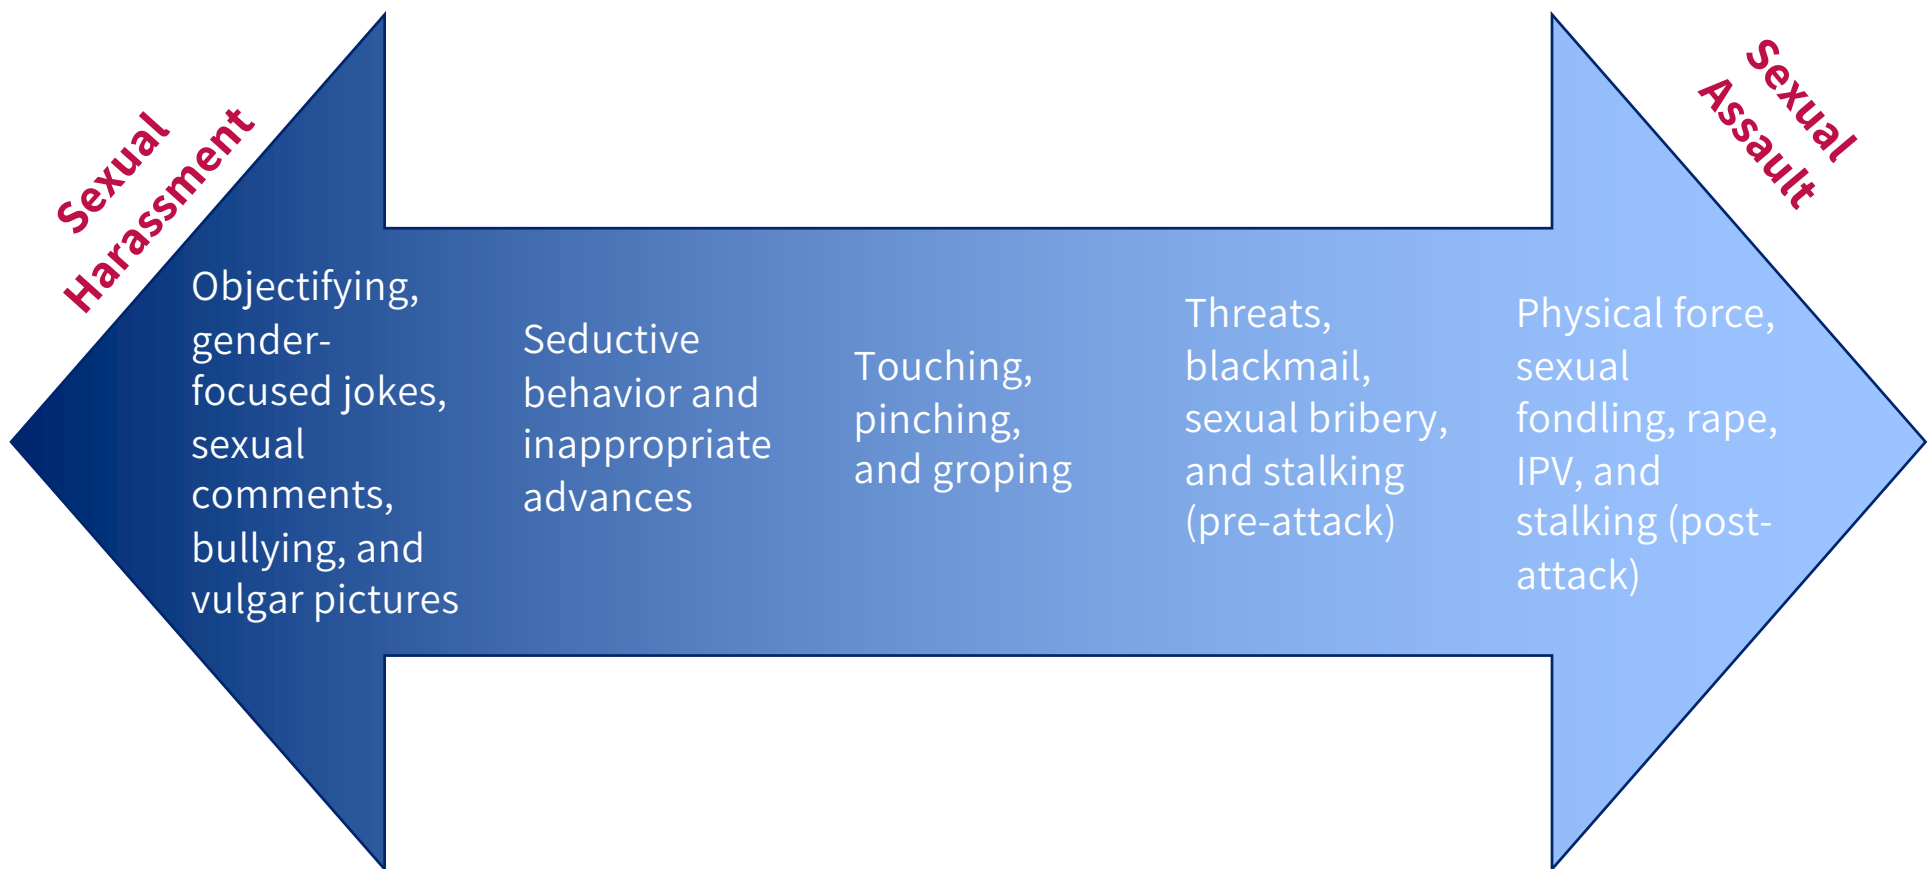 Sexual
Harassment
Objectifying,
gender-
focused jokes,
sexual
comments,
bullying, and
vulgar pictures
Seductive
behavior and
inappropriate
advances
Touching,
pinching,
and groping
Threats,
blackmail,
sexual bribery,
and stalking
(pre-attack)
Physical force,
sexual
fondling, rape,
IPV, and
stalking (post-
attack)
Sexual
Assault